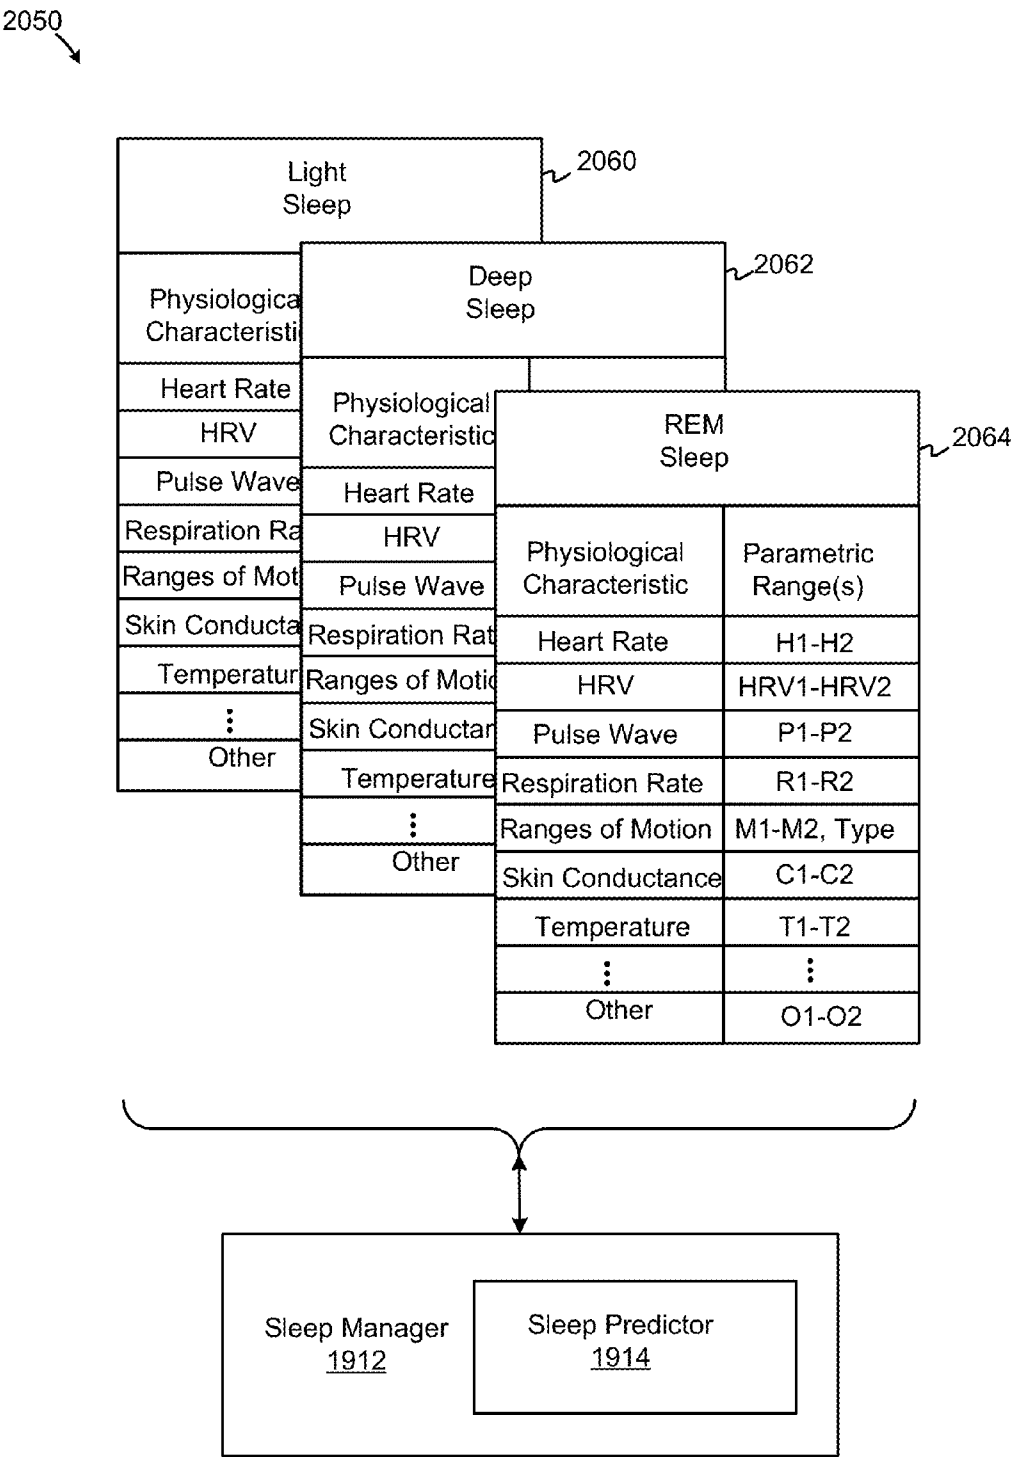 2050
Light
Sleep
2060
Physiologica
Characteristi
Heart Rate
HRV
Pulse Wave
Respiration Ra
Ranges of Mot
Skin Conducta
Temperatur
Other
Deep
Sleep
2062
Physiological
Characteristic
Heart Rate
HRV
Pulse Wave
Respiration Rat
Ranges of Motio
Skin Conductan
Temperature
Other
REM
Sleep
2064
Physiological
Characteristic
Parametric
Range(s)
Heart Rate H1-H2
HRV HRV1-HRV2
Pulse Wave P1-P2
Respiration Rate R1-R2
Ranges of Motion M1-M2, Type
Skin Conductance C1-C2
Temperature T1-T2
Other O1-O2
Sleep Manager
1912
Sleep Predictor
1914